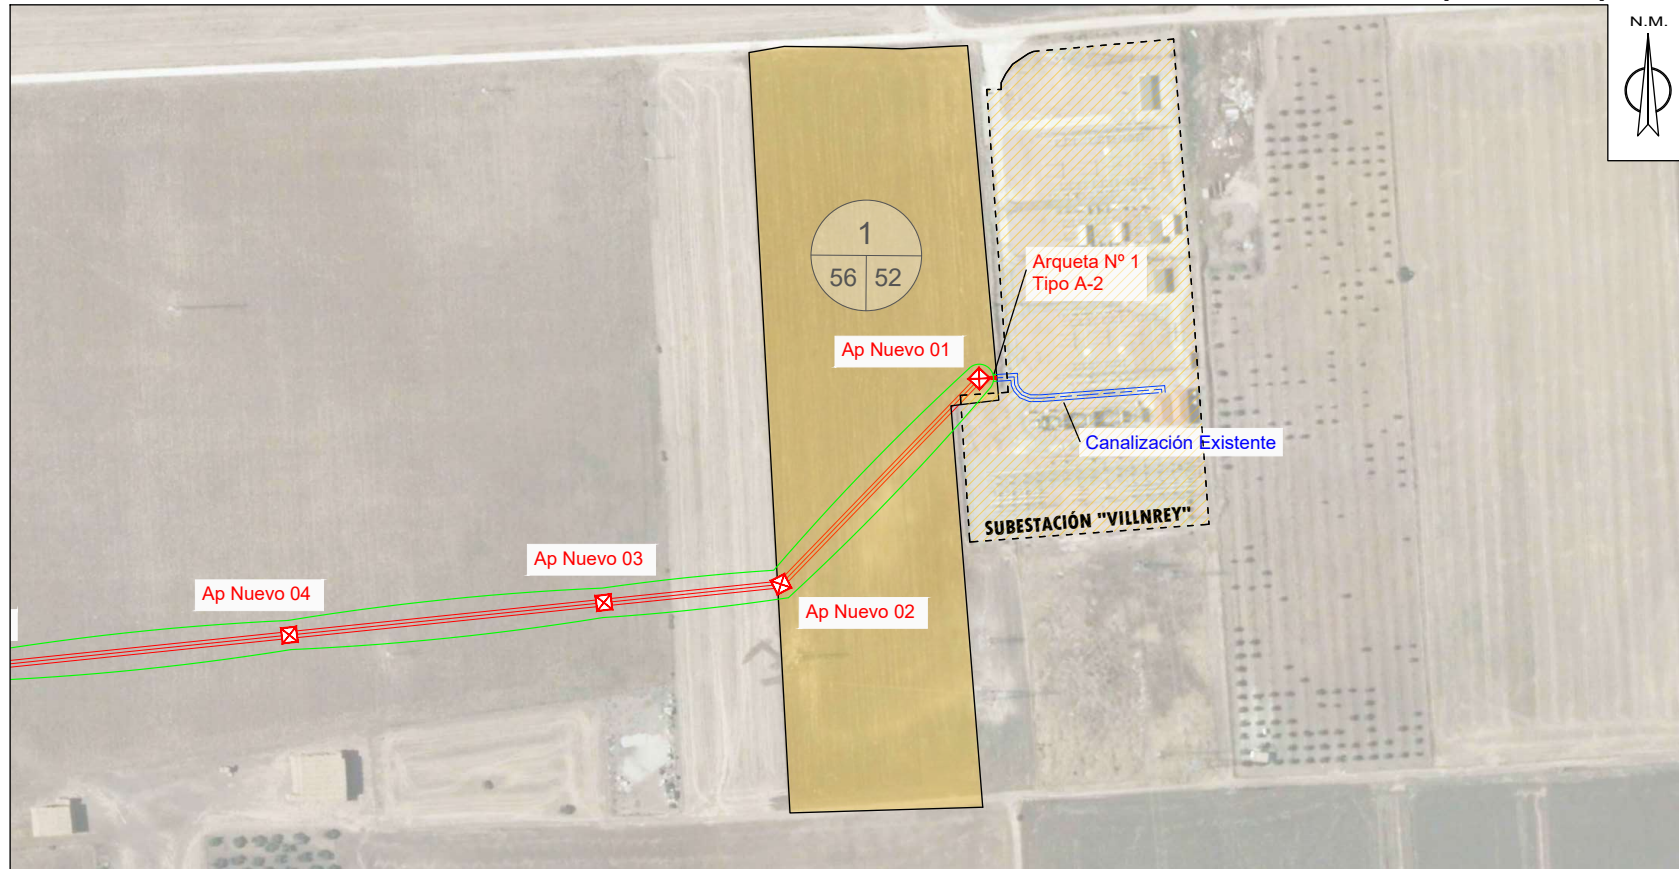 N.M.
1
56 52
Arqueta Nº 1
Tipo A-2
Ap Nuevo 01
Canalización Existente
SUBESTACIÓN "VILLNREY"
Ap Nuevo 03
Ap Nuevo 04
Ap Nuevo 02